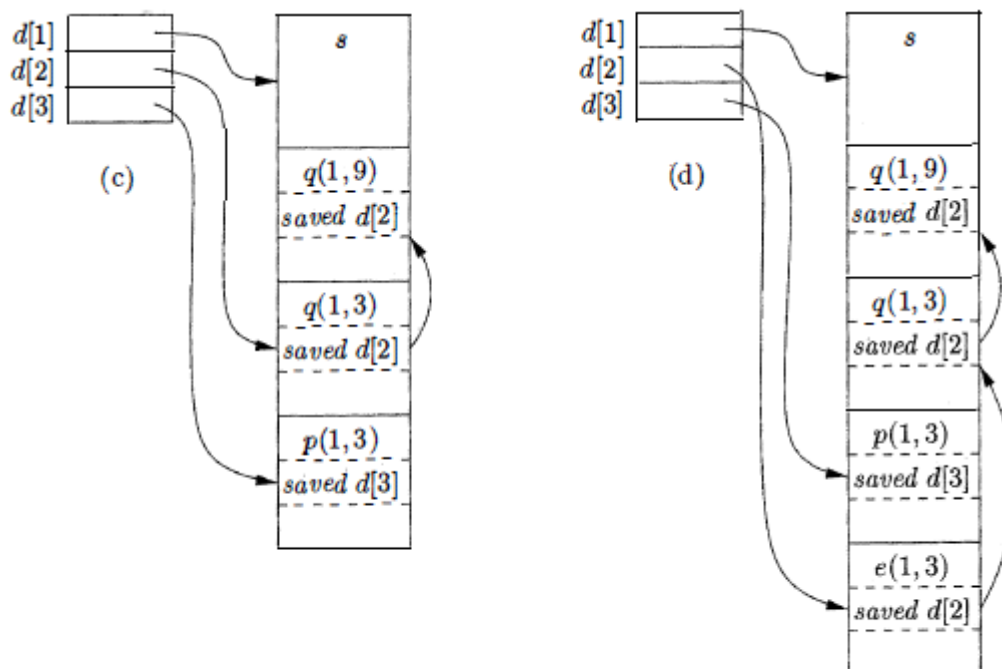 d[1]
d[2]
d[3]
(c)
s
q(1,9)
saved d[2]
q(1,3)
saved d[2]
p(1,3)
saved d[3]
d[1]
d[2]
d[3]
(d)
s
q(1,9)
saved d[2]
q(1,3)
saved d[2]
p(1,3)
saved d[3]
e(1,3)
saved d[2]